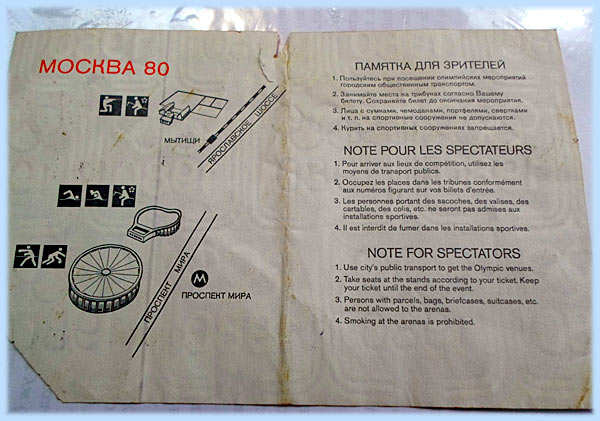 МОСКВА 80
МЫТИЩИ
ЯРОСЛАВСКОЕ ШОССЕ
ПРОСПЕКТ МИРА
М
ПРОСПЕКТ МИРА
ПАМЯТКА ДЛЯ ЗРИТЕЛЕЙ
1. Пользуйтесь при посещении олимпийских мероприятий
городским общественным транспортом.
2. Занимайте места на трибунах согласно Вашему
билету. Сохраняйте билет до окончания мероприятия.
3. Лица с сумками, чемоданами, портфелями, свертками
и т. п. на спортивные сооружения не допускаются.
4. Курить на спортивных сооружениях запрещается.
NOTE POUR LES SPECTATEURS
1. Pour arriver aux lieux de compétition, utilisez les
moyens de transport publics.
2. Occupez les places dans les tribunes conformément
aux numéros figurant sur vos billets d'entrée.
3. Les personnes portant des sacoches, des valises, des
cartables, des colis, etc. ne seront pas admises aux
installations sportives.
4. Il est interdit de fumer dans les installations sportives.
NOTE FOR SPECTATORS
1. Use city's public transport to get the Olympic venues.
2. Take seats at the stands according to your ticket. Keep
your ticket until the end of the event.
3. Persons with parcels, bags, briefcases, suitcases, etc.
are not allowed to the arenas.
4. Smoking at the arenas is prohibited.